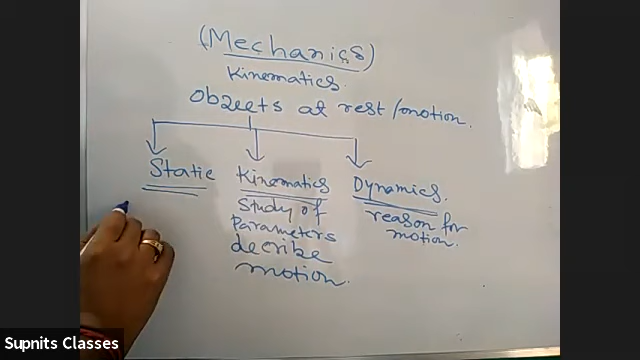 (Mechanics)
Kinematics
Objects at rest/motion.
Static
Kinematics
Study of
Parameters
decribe
motion.
Dynamics.
reason for
motion.
Supnits Classes